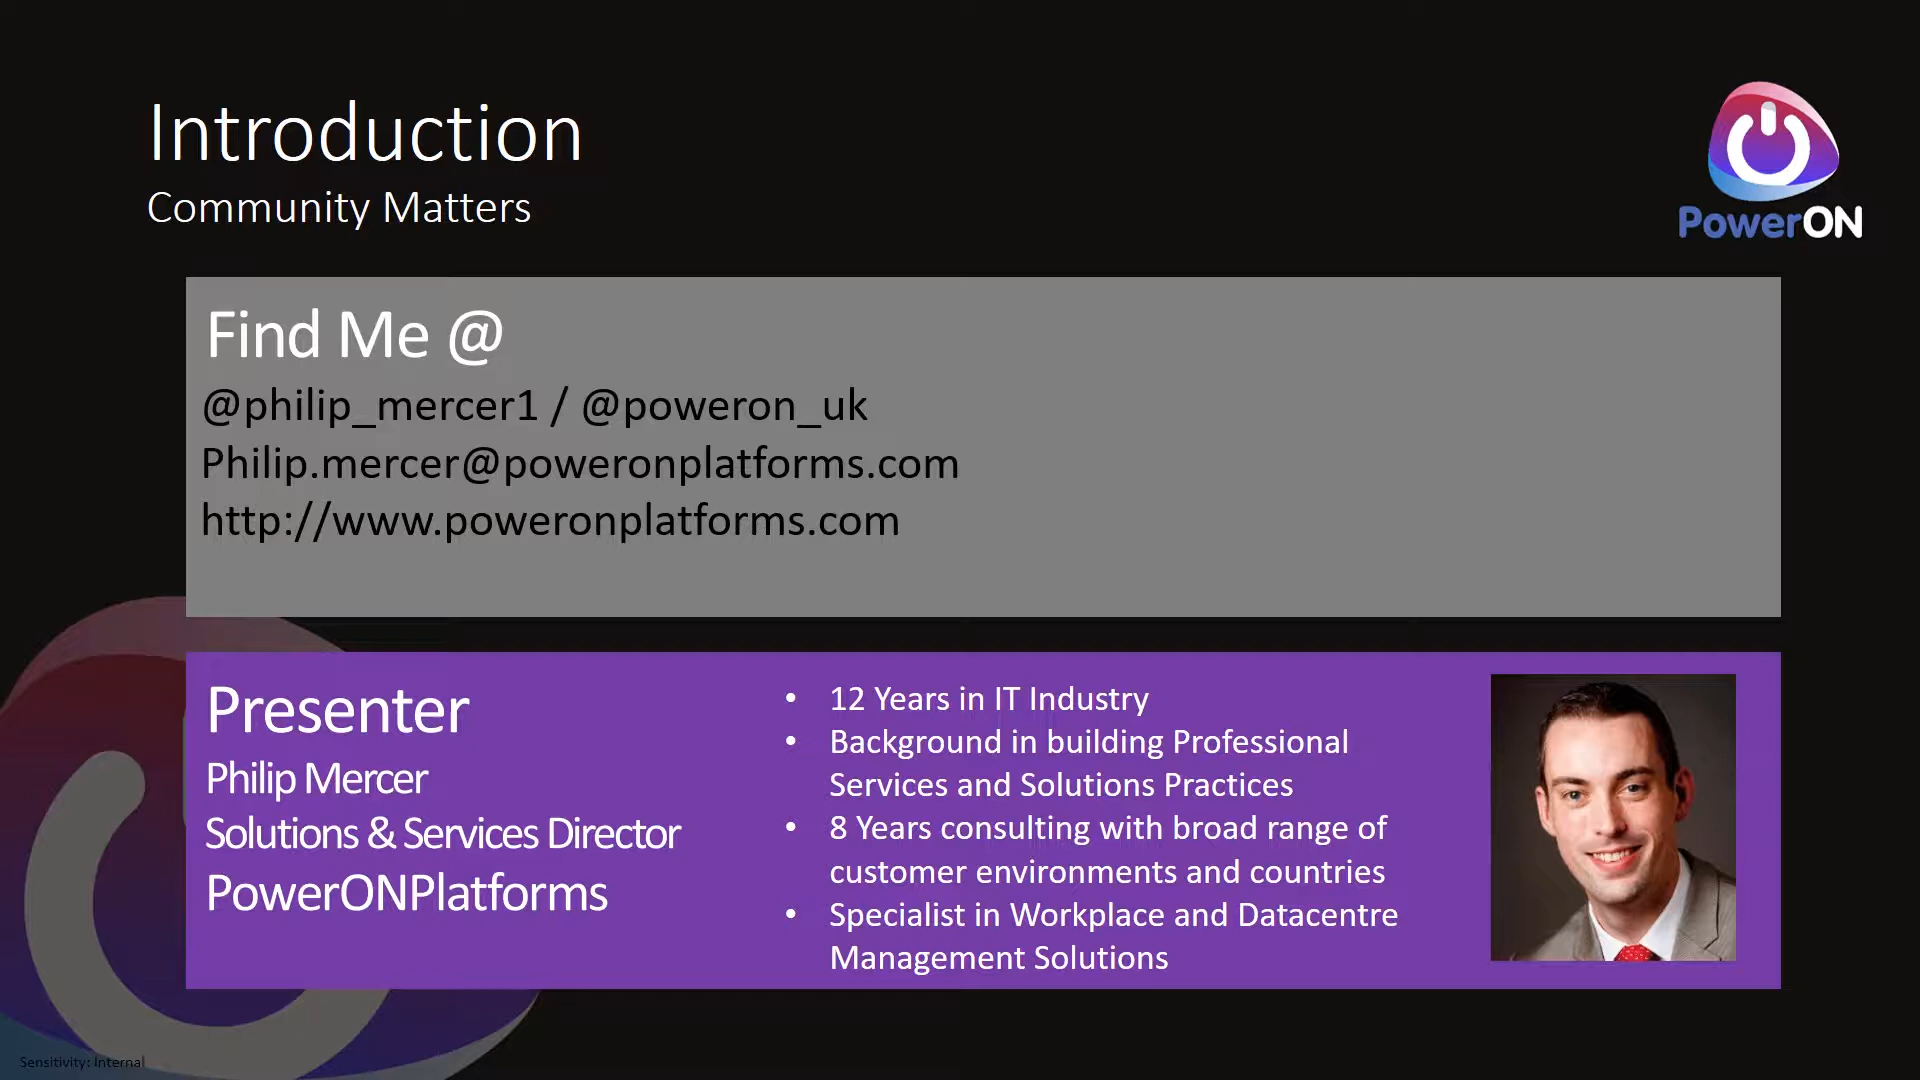 Introduction
Community Matters
PowerON
Find Me @
@philip_mercer1 / @poweron_uk
Philip.mercer@poweronplatforms.com
http://www.poweronplatforms.com
Presenter
Philip Mercer
Solutions & Services Director
PowerONPlatforms
• 12 Years in IT Industry
• Background in building Professional
Services and Solutions Practices
• 8 Years consulting with broad range of
customer environments and countries
• Specialist in Workplace and Datacentre
Management Solutions
Sensitivity: Internal